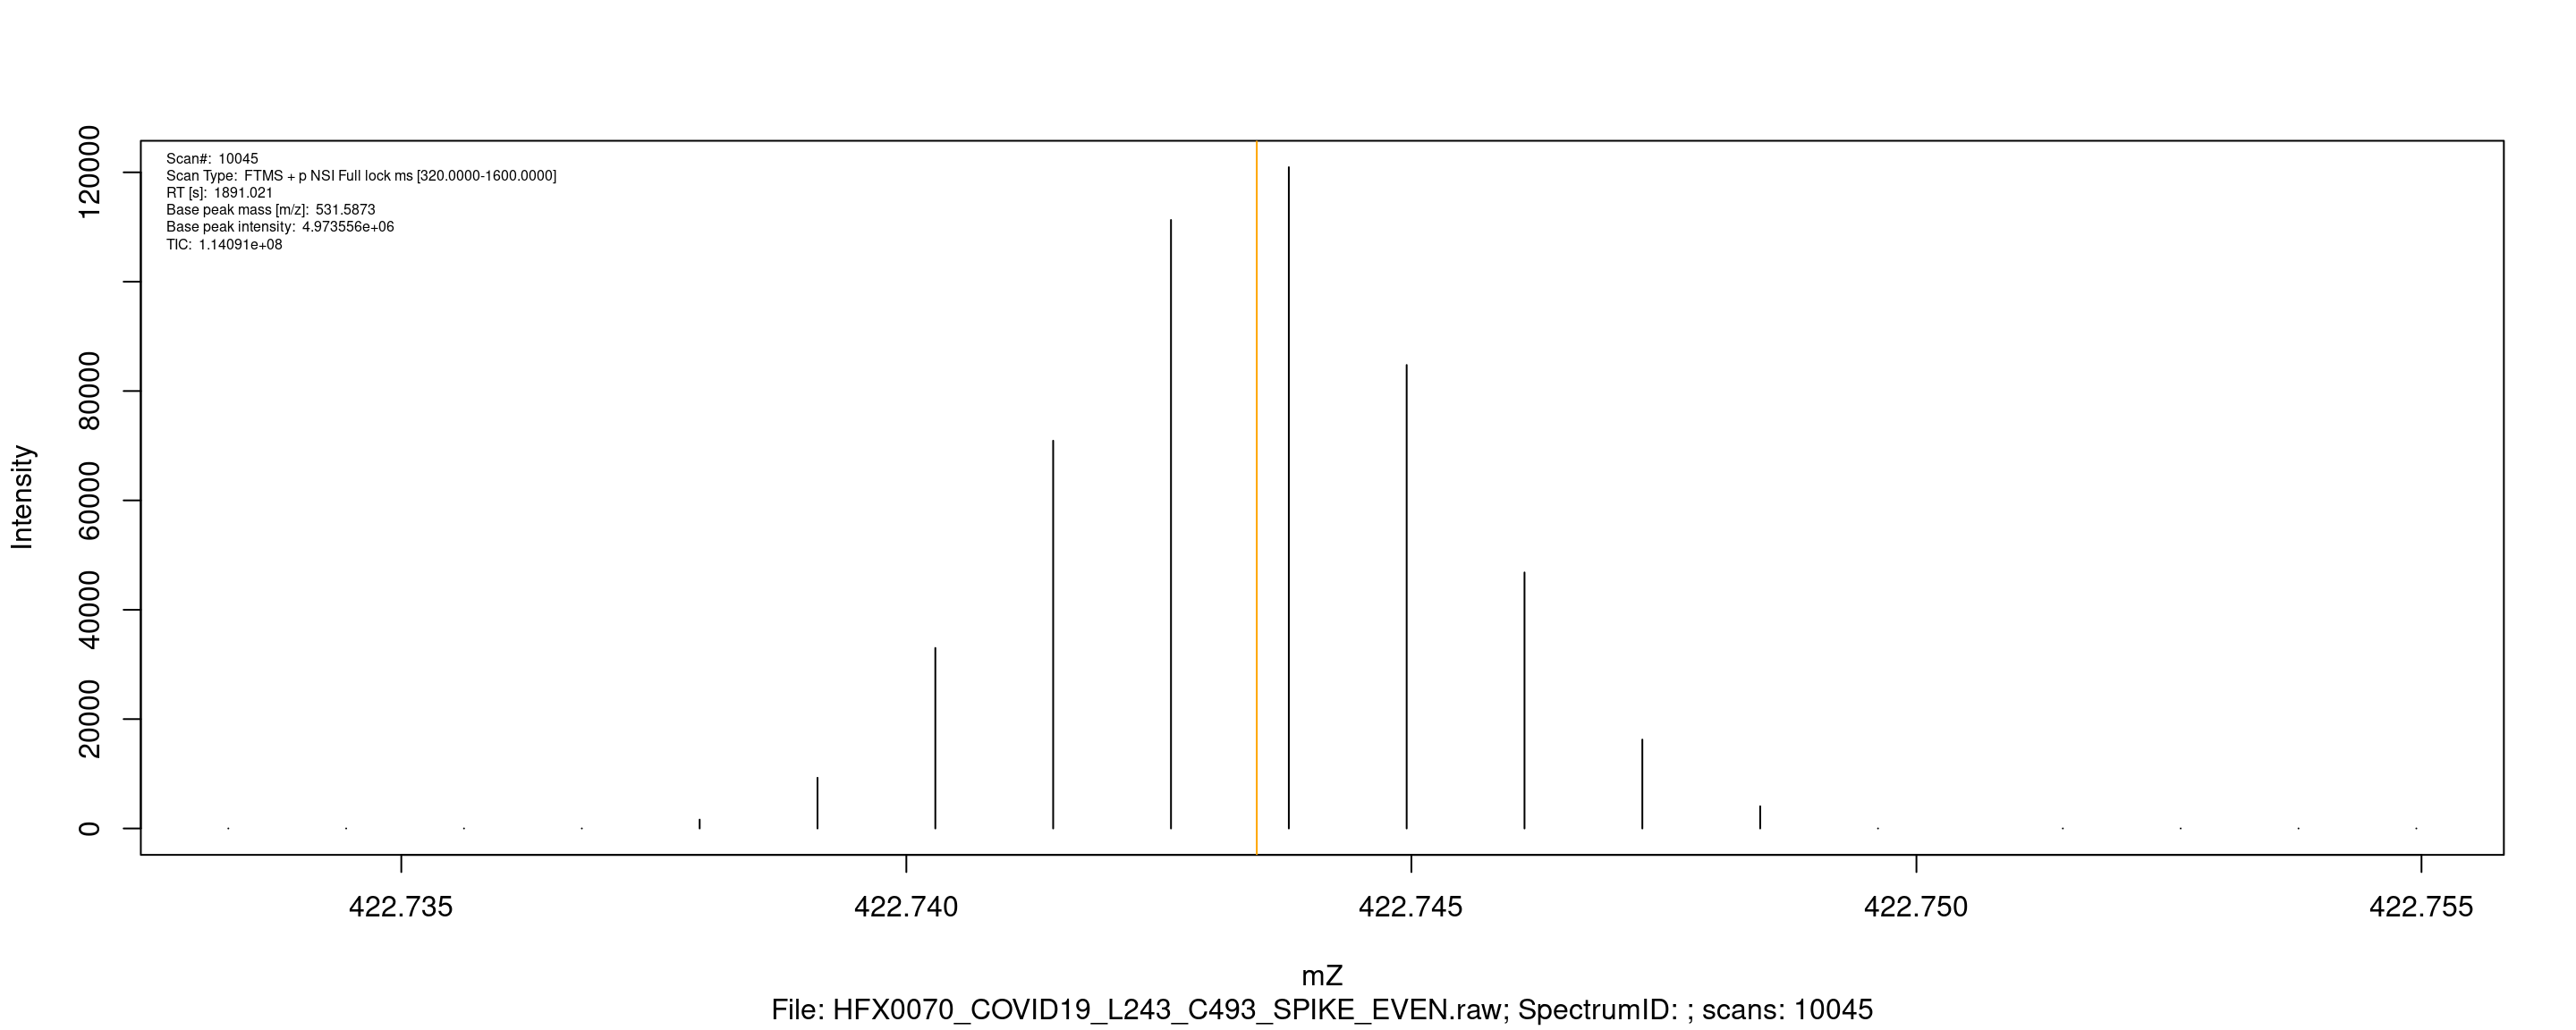 Scan#: 10045
Scan Type: FTMS + p NSI Full lock ms [320.0000-1600.0000]
RT [s]: 1891.021
Base peak mass [m/z]: 531.5873
Base peak intensity: 4.973556e+06
TIC: 1.14091e+08
120000
80000
60000
40000
20000
0
Intensity
422.735 422.740 422.745 422.750 422.755
mZ
File: HFX0070_COVID19_L243_C493_SPIKE_EVEN.raw; SpectrumID: ; scans: 10045